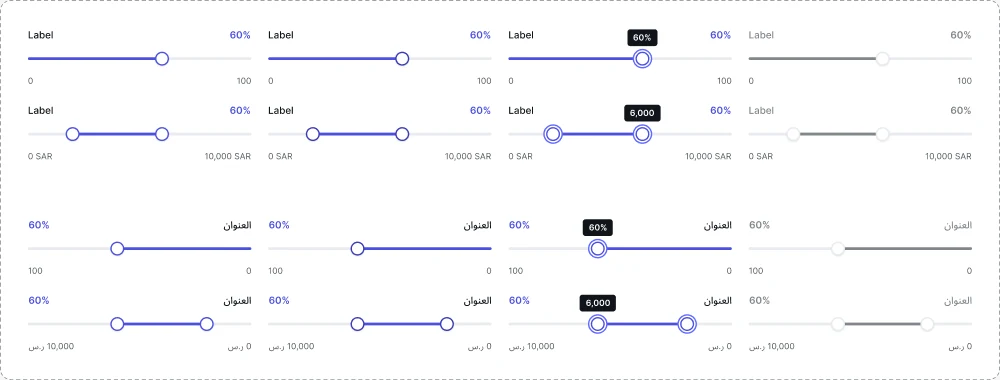 Label 60% Label 60% Label 60% 60% Label 60%
0 100 0 100 0 100 0 100
Label 60% Label 60% Label 6,000 60% Label 60%
0 SAR 10,000 SAR 0 SAR 10,000 SAR 0 SAR 10,000 SAR 0 SAR 10,000 SAR
60% العنوان 60% العنوان 60% 60% العنوان 60% العنوان
100 0 100 0 100 0 100 0
60% العنوان 60% العنوان 60% 6,000 العنوان 60% العنوان
10,000 ر.س 0 ر.س 10,000 ر.س 0 ر.س 10,000 ر.س 0 ر.س 10,000 ر.س 0 ر.س